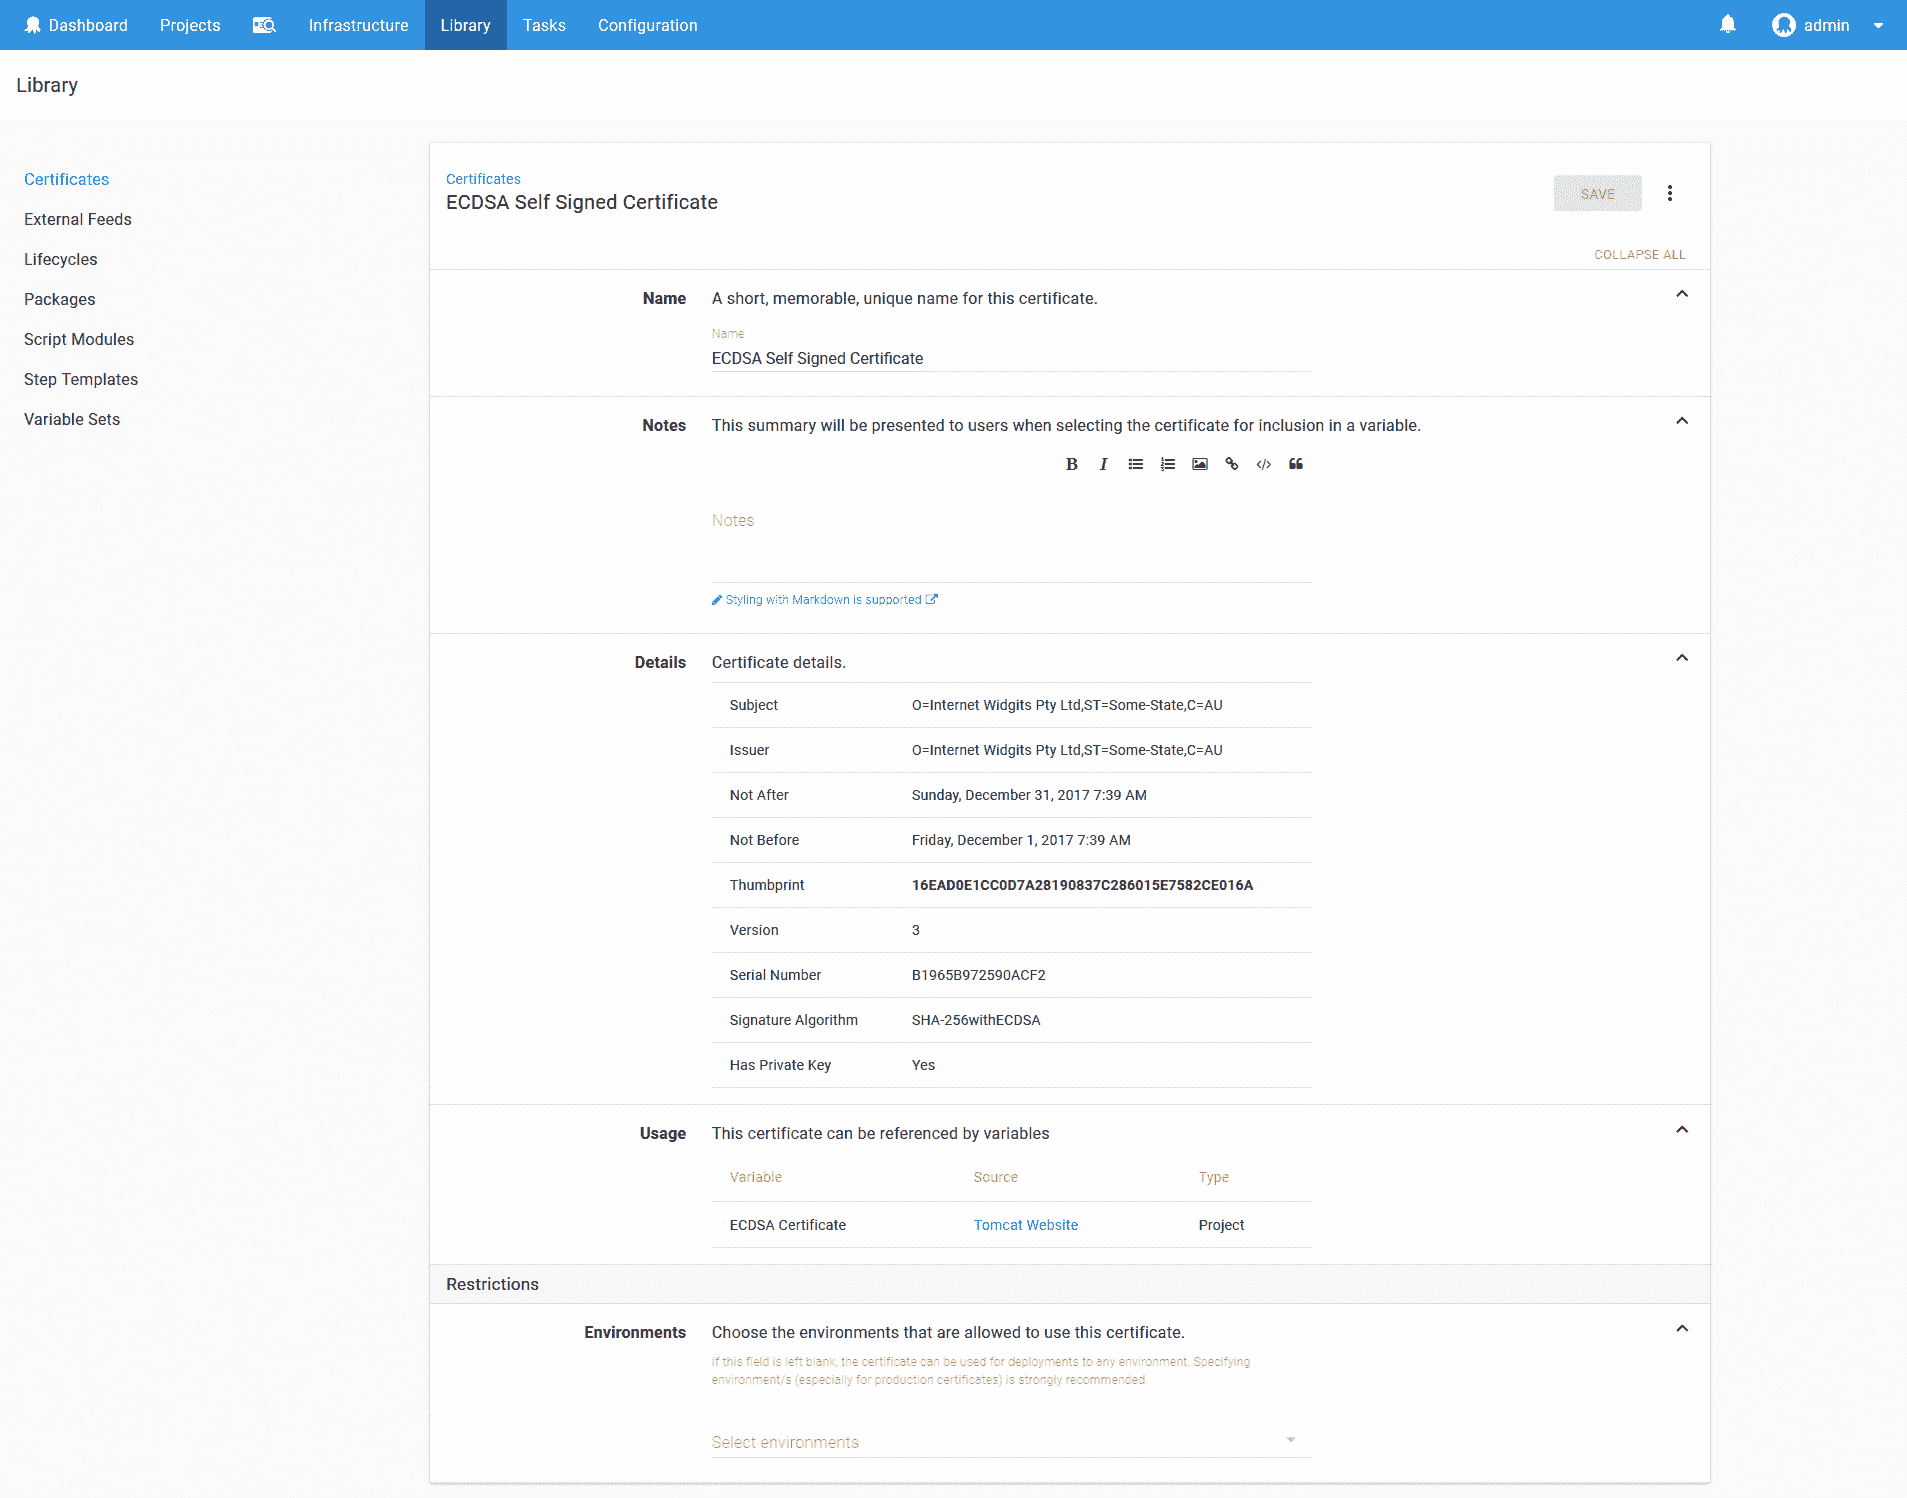 Dashboard Projects Infrastructure Library Tasks Configuration admin
Library
Certificates
External Feeds
Lifecycles
Packages
Script Modules
Step Templates
Variable Sets
Certificates
ECDSA Self Signed Certificate
SAVE
COLLAPSE ALL
Name A short, memorable, unique name for this certificate.
Name
ECDSA Self Signed Certificate
Notes This summary will be presented to users when selecting the certificate for inclusion in a variable.
B I
Notes
Styling with Markdown is supported
Details Certificate details.
Subject O=Internet Widgits Pty Ltd,ST=Some-State,C=AU
Issuer O=Internet Widgits Pty Ltd,ST=Some-State,C=AU
Not After Sunday, December 31, 2017 7:39 AM
Not Before Friday, December 1, 2017 7:39 AM
Thumbprint 16EAD0E1CC0D7A28190837C286015E7582CE016A
Version 3
Serial Number B1965B972590ACF2
Signature Algorithm SHA-256withECDSA
Has Private Key Yes
Usage This certificate can be referenced by variables
Variable Source Type
ECDSA Certificate Tomcat Website Project
Restrictions
Environments Choose the environments that are allowed to use this certificate.
If this field is left blank, the certificate can be used for deployments to any environment. Specifying
environment/s (especially for production certificates) is strongly recommended.
Select environments